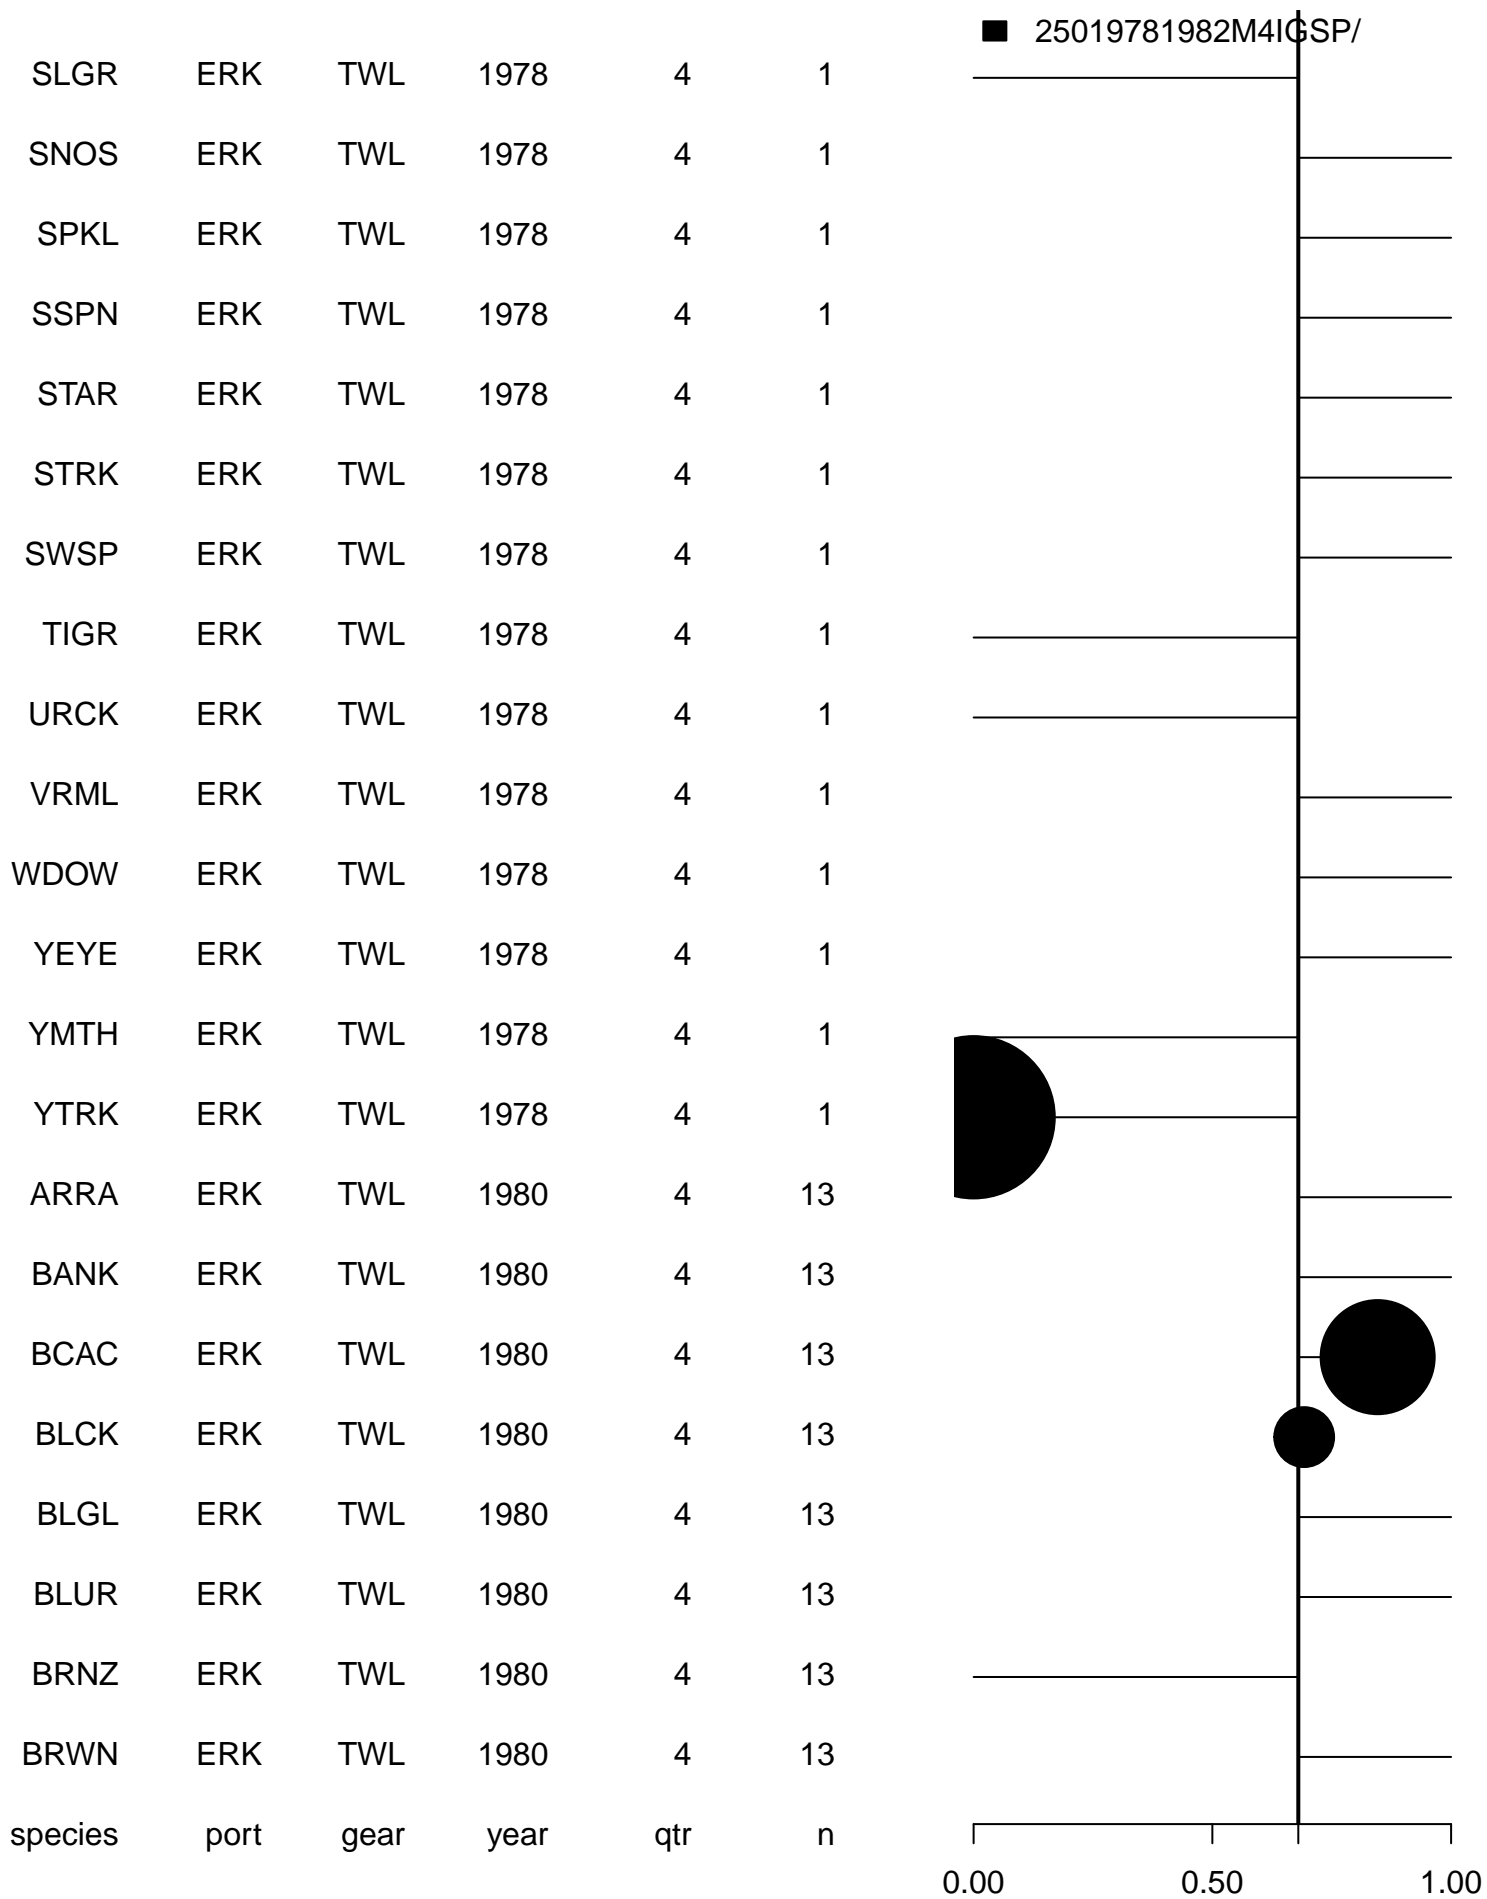 25019781982M4IGSP/
SLGR ERK TWL 1978 4 1
SNOS ERK TWL 1978 4 1
SPKL ERK TWL 1978 4 1
SSPN ERK TWL 1978 4 1
STAR ERK TWL 1978 4 1
STRK ERK TWL 1978 4 1
SWSP ERK TWL 1978 4 1
TIGR ERK TWL 1978 4 1
URCK ERK TWL 1978 4 1
VRML ERK TWL 1978 4 1
WDOW ERK TWL 1978 4 1
YEYE ERK TWL 1978 4 1
YMTH ERK TWL 1978 4 1
YTRK ERK TWL 1978 4 1
ARRA ERK TWL 1980 4 13
BANK ERK TWL 1980 4 13
BCAC ERK TWL 1980 4 13
BLCK ERK TWL 1980 4 13
BLGL ERK TWL 1980 4 13
BLUR ERK TWL 1980 4 13
BRNZ ERK TWL 1980 4 13
BRWN ERK TWL 1980 4 13
species port gear year qtr n
0.00 0.50 1.00